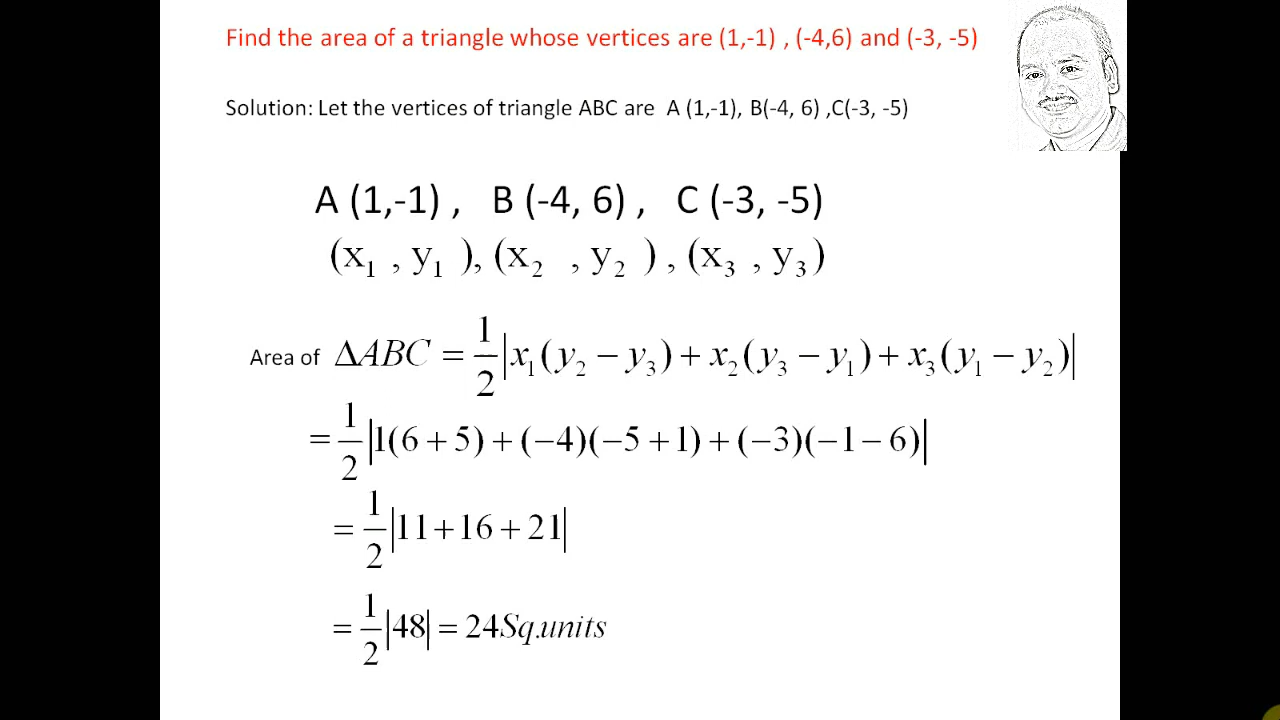 Find the area of a triangle whose vertices are (1,-1) , (-4,6) and (-3, -5)
Solution: Let the vertices of triangle ABC are A (1,-1), B(-4, 6) ,C(-3, -5)
A (1,-1) , B (-4, 6) , C (-3, -5)
(x₁ , y₁ ), (x₂ , y₂ ) , (x₃ , y₃)
Area of ΔABC = 1/2 |x₁(y₂ − y₃) + x₂(y₃ − y₁) + x₃(y₁ − y₂)|
= 1/2 |1(6 + 5) + (−4)(−5 + 1) + (−3)(−1 − 6)|
= 1/2 |11 + 16 + 21|
= 1/2 |48| = 24Sq.units